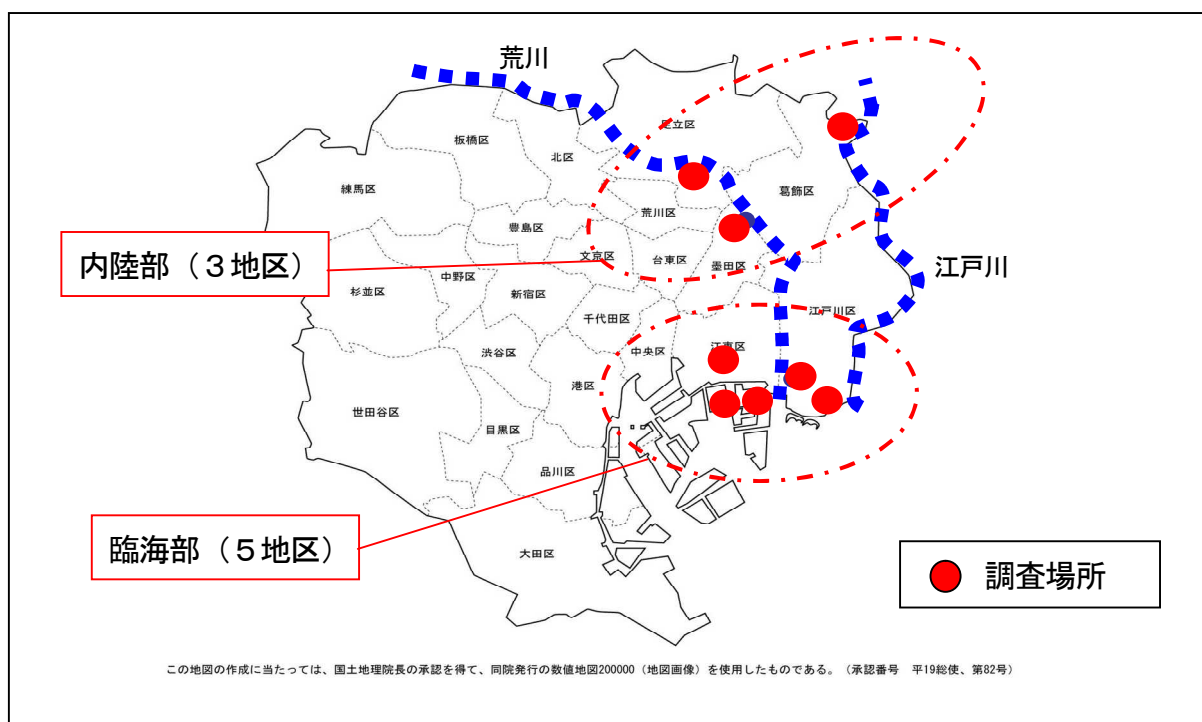 荒川
足立区
板橋区
北区
練馬区
葛飾区
荒川区
豊島区
文京区
台東区
墨田区
内陸部（３地区）
中野区
杉並区
新宿区
江戸川
千代田区
江戸川区
渋谷区
中央区
江東区
港区
世田谷区
目黒区
品川区
臨海部（５地区）
大田区
調査場所
この地図の作成に当たっては、国土地理院長の承認を得て、同院発行の数値地図200000（地図画像）を使用したものである。（承認番号　平19総使、第82号）